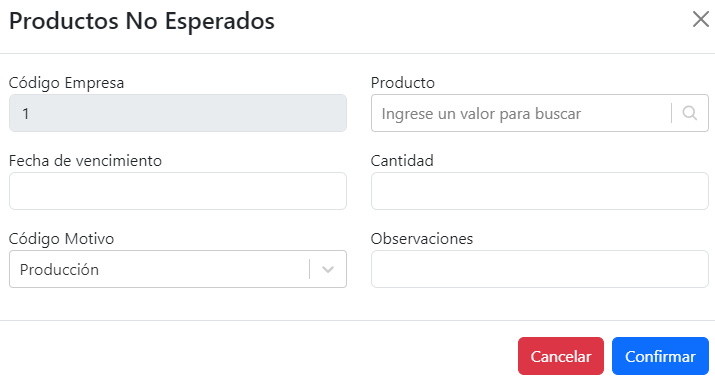 Productos No Esperados
Código Empresa
1
Producto
Ingrese un valor para buscar
Fecha de vencimiento
Cantidad
Código Motivo
Producción
Observaciones
Cancelar
Confirmar